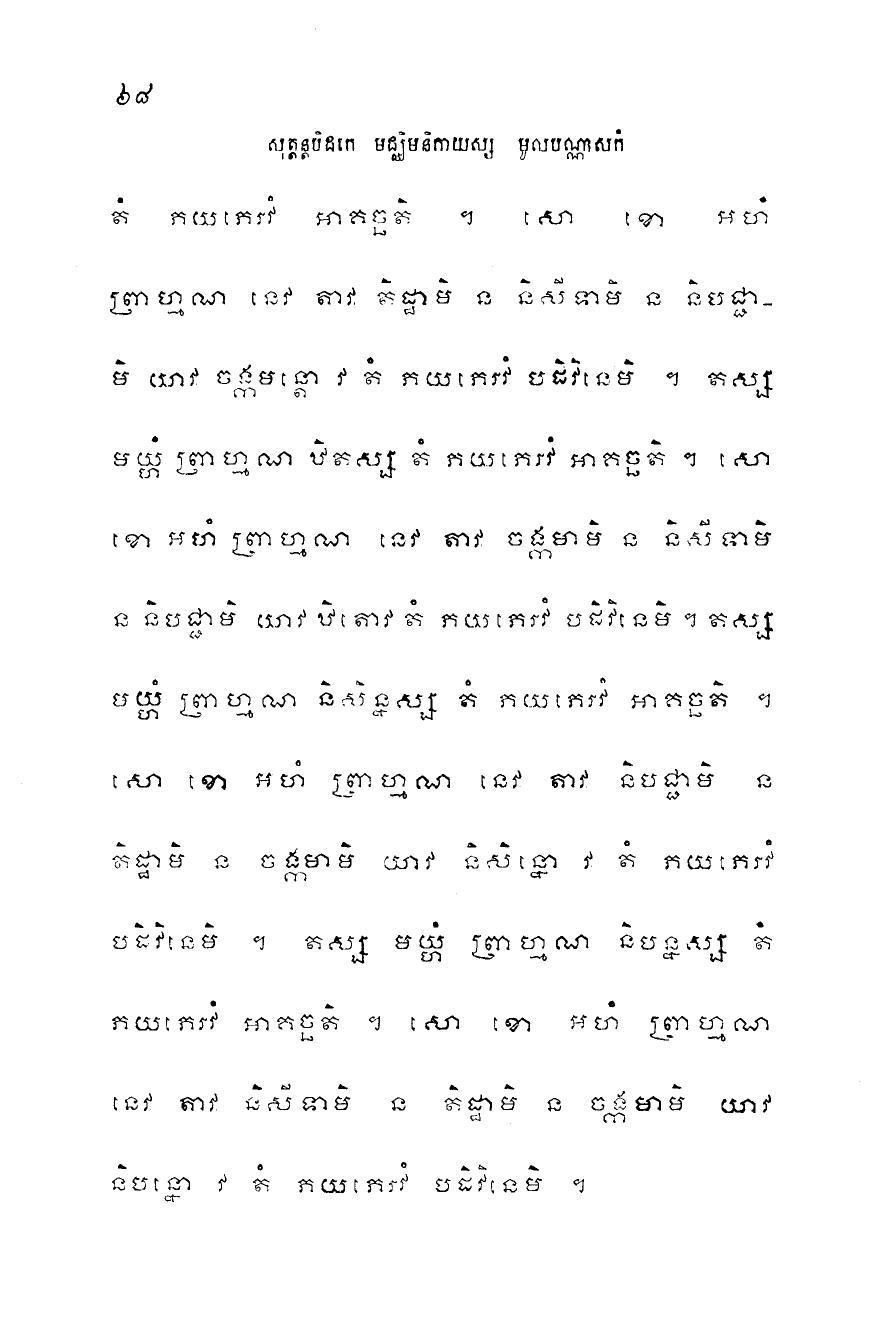 ៦៨
សុត្តន្តបិដកេ មជ្ឈិមនិកាយស្ស មូលបណ្ណាសកំ
តំ ភយភេរវំ អាគច្ឆតិ ។ សោ ខោ អហំ
ព្រាហ្មណ នេវ តាវ តិដ្ឋាមិ ន និសីទាមិ ន និបជ្ជា-
មិ យាវ ចង្កមន្តោ វ តំ ភយភេរវំ បដិវិនេមិ ។ តស្ស
មយ្ហំ ព្រាហ្មណ ឋិតស្ស តំ ភយភេរវំ អាគច្ឆតិ ។ សោ
ខោ អហំ ព្រាហ្មណ នេវ តាវ ចង្កមាមិ ន និសីទាមិ
ន និបជ្ជាមិ យាវ ឋិតោវ តំ ភយភេរវំ បដិវិនេមិ ។ តស្ស
មយ្ហំ ព្រាហ្មណ និសិន្នស្ស តំ ភយភេរវំ អាគច្ឆតិ ។
សោ ខោ អហំ ព្រាហ្មណ នេវ តាវ និបជ្ជាមិ ន
តិដ្ឋាមិ ន ចង្កមាមិ យាវ និសិន្នោ វ តំ ភយភេរវំ
បដិវិនេមិ ។ តស្ស មយ្ហំ ព្រាហ្មណ និបន្នស្ស តំ
ភយភេរវំ អាគច្ឆតិ ។ សោ ខោ អហំ ព្រាហ្មណ
នេវ តាវ និសីទាមិ ន តិដ្ឋាមិ ន ចង្កមាមិ យាវ
និបន្នោ វ តំ ភយភេរវំ បដិវិនេមិ ។